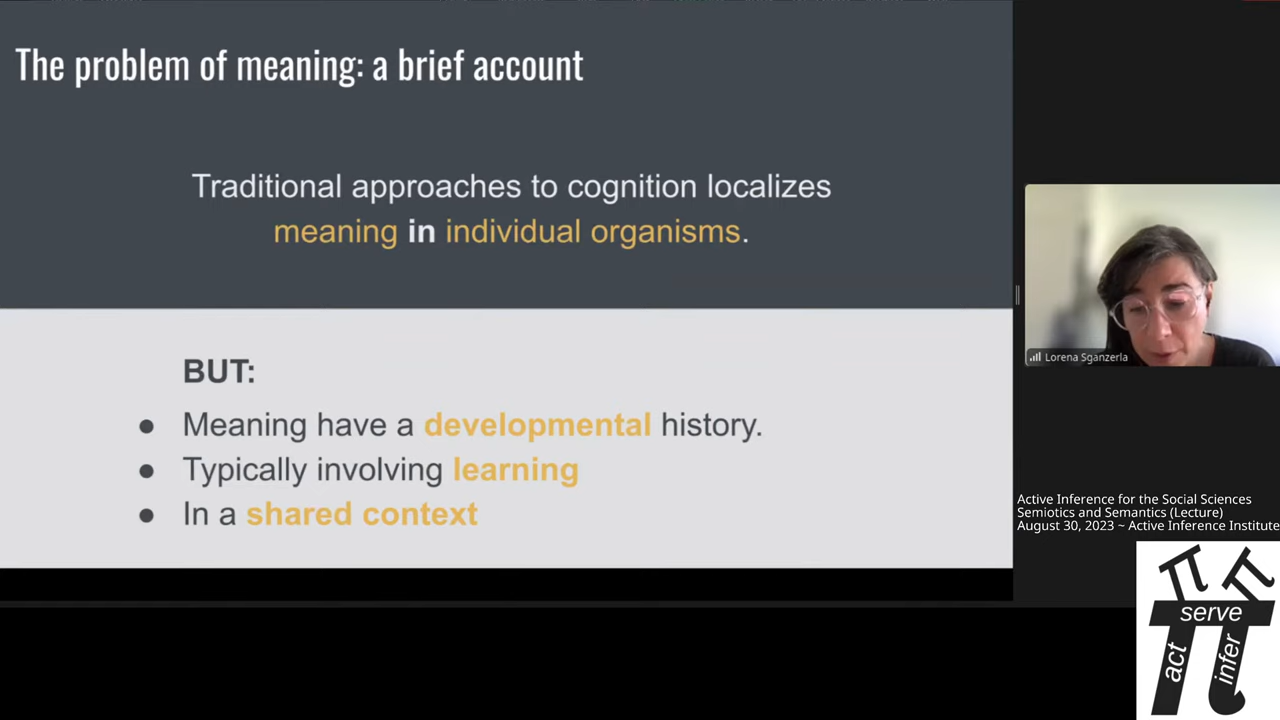 The problem of meaning: a brief account
Traditional approaches to cognition localizes
meaning in individual organisms.
BUT:
● Meaning have a developmental history.
● Typically involving learning
● In a shared context
Lorena Sganzerla
Active Inference for the Social Sciences
Semiotics and Semantics (Lecture)
August 30, 2023 ~ Active Inference Institute
π π
serve
act
infer